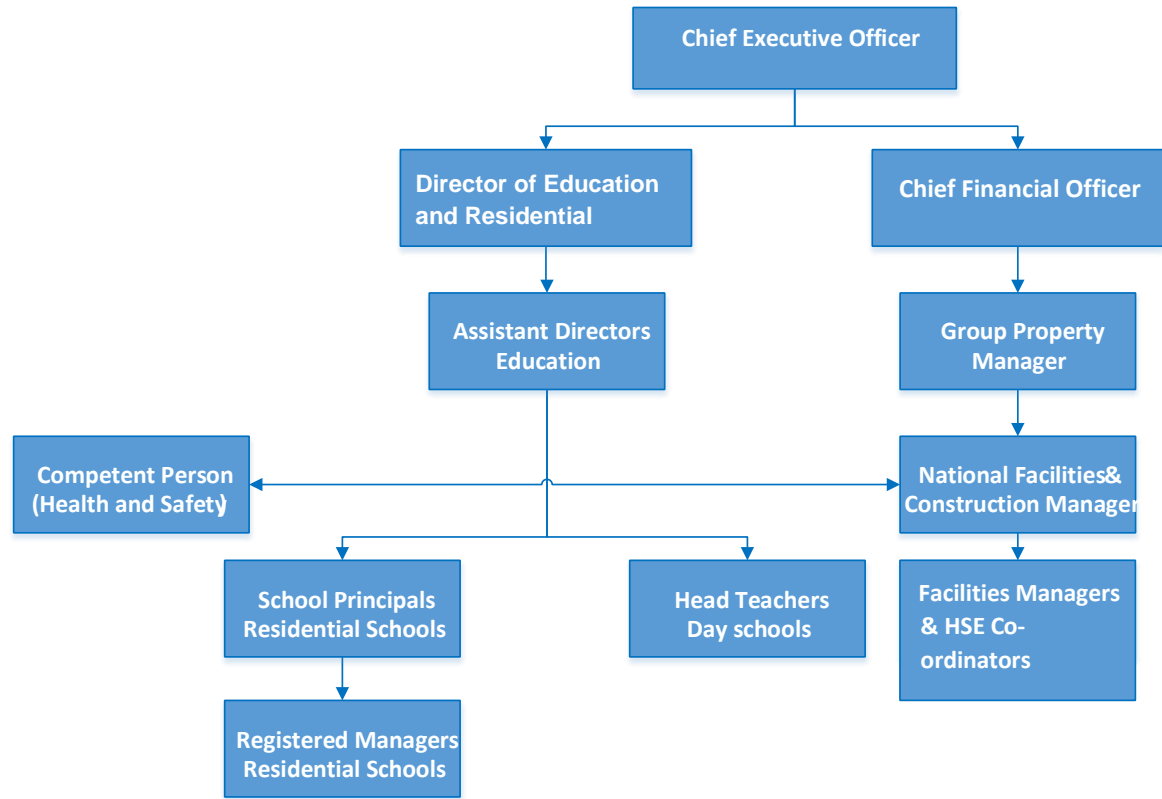 Chief Executive Officer
Director of Education
and Residential
Chief Financial Officer
Assistant Directors
Education
Group Property
Manager
Competent Person
(Health and Safety)
National Facilities&
Construction Manager
School Principals
Residential Schools
Head Teachers
Day schools
Facilities Managers
& HSE Co-
ordinators
Registered Managers
Residential Schools